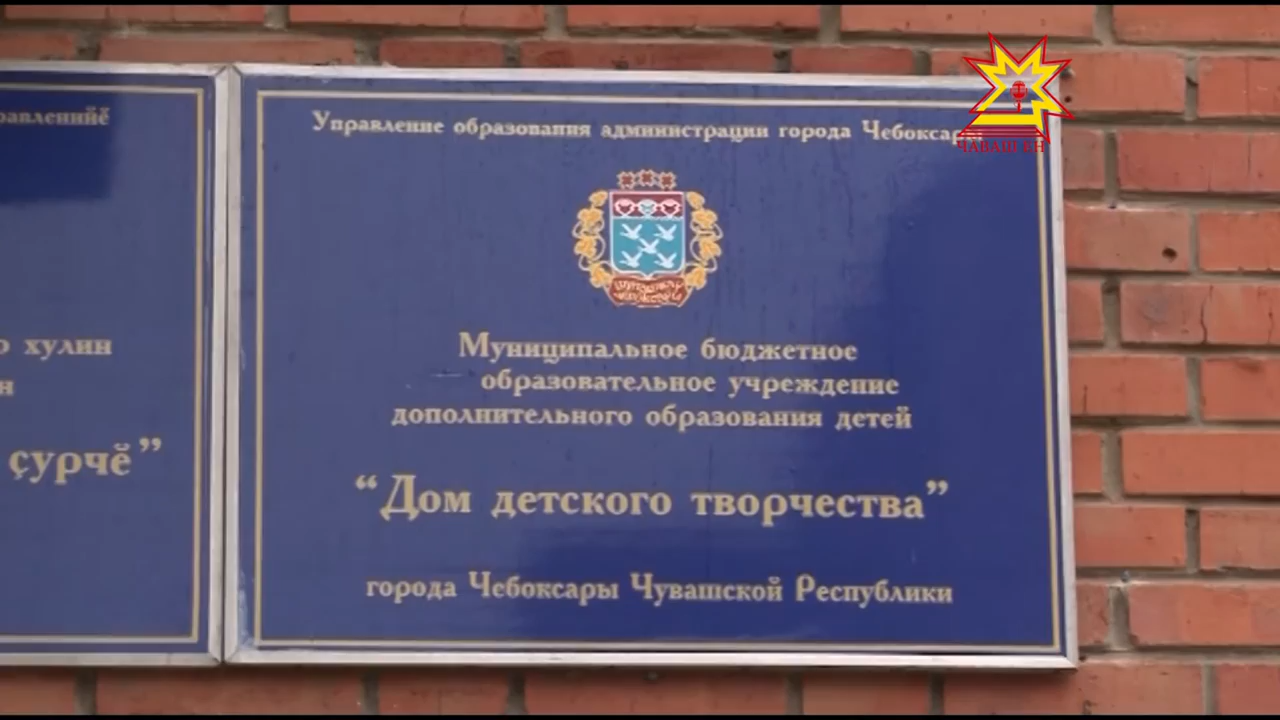 равленийĕ
хулин
н
çурчĕ”
Управление образования администрации города Чебоксары
ЧАВАШ ЕН
Муниципальное бюджетное
образовательное учреждение
дополнительного образования детей
“Дом детского творчества”
города Чебоксары Чувашской Республики